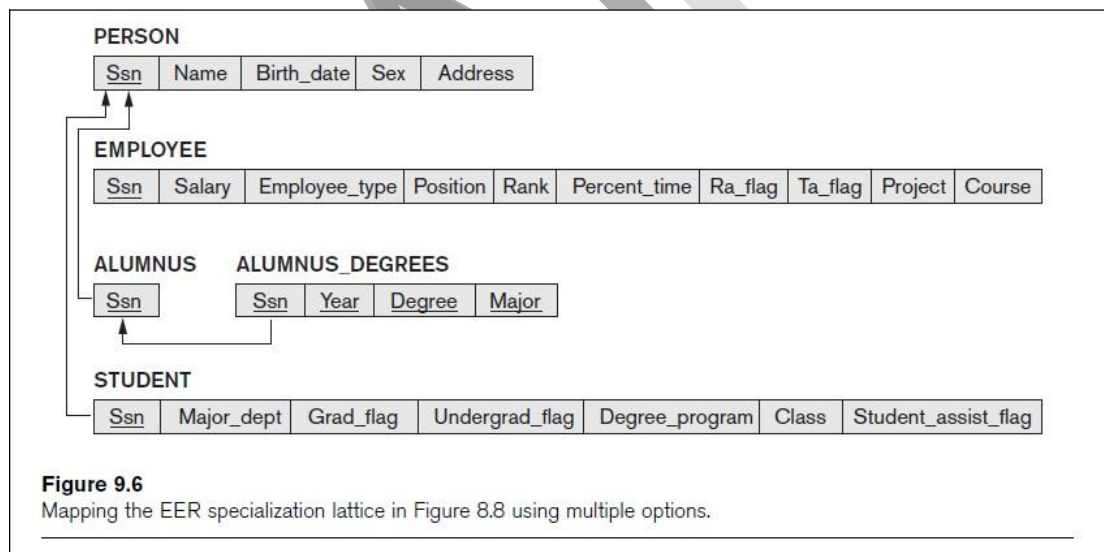 PERSON
Ssn Name Birth_date Sex Address
EMPLOYEE
Ssn Salary Employee_type Position Rank Percent_time Ra_flag Ta_flag Project Course
ALUMNUS ALUMNUS_DEGREES
Ssn Ssn Year Degree Major
STUDENT
Ssn Major_dept Grad_flag Undergrad_flag Degree_program Class Student_assist_flag
Figure 9.6
Mapping the EER specialization lattice in Figure 8.8 using multiple options.